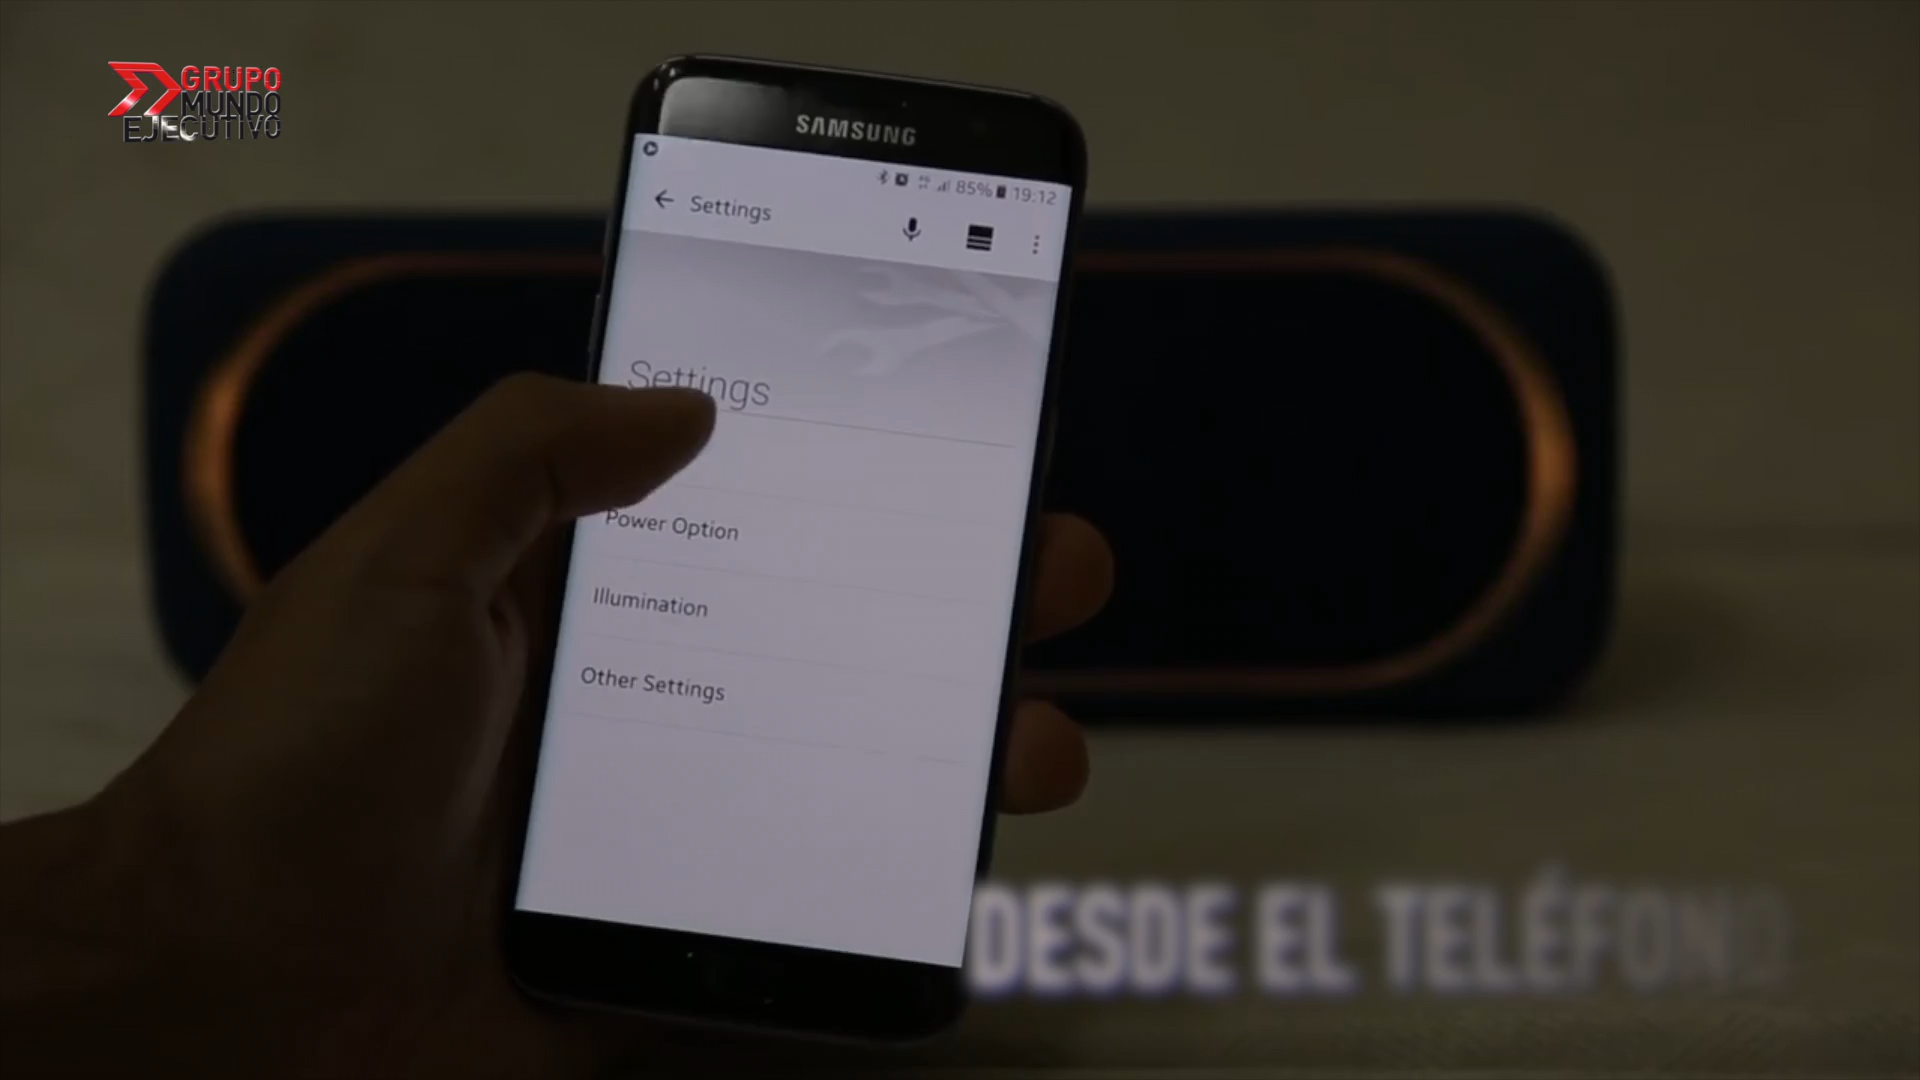 GRUPO
MUNDO
EJECUTIVO
SAMSUNG
85% 19:12
Settings
Settings
Power Option
Illumination
Other Settings
DESDE EL TELÉFONO